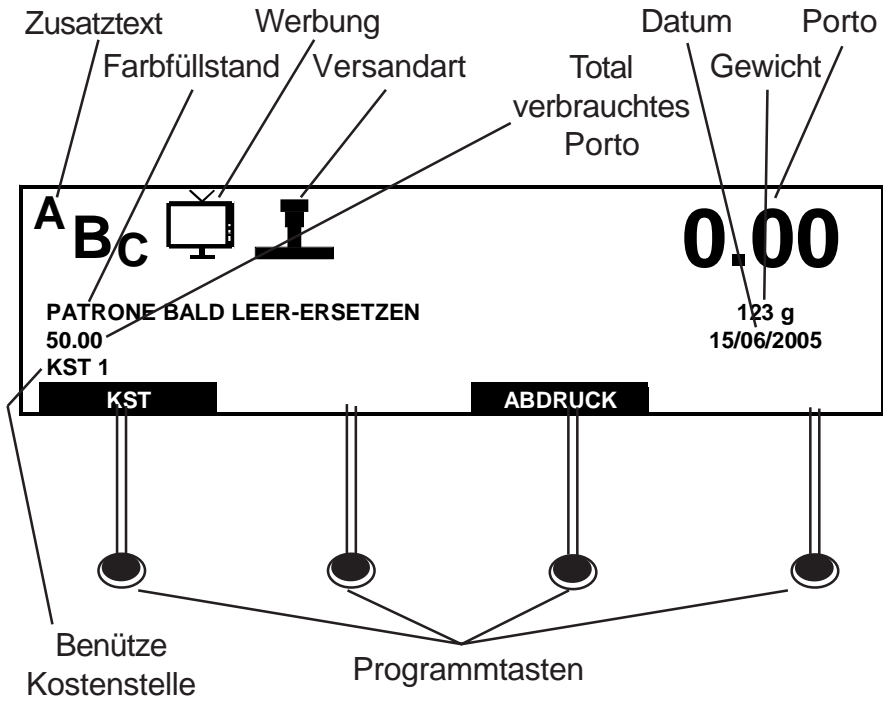 Zusatztext Werbung Datum Porto
Farbfüllstand Versandart Total Gewicht
verbrauchtes
Porto
A B C 0.00
PATRONE BALD LEER-ERSETZEN 123 g
50.00 15/06/2005
KST 1
KST ABDRUCK
Benütze
Kostenstelle
Programmtasten